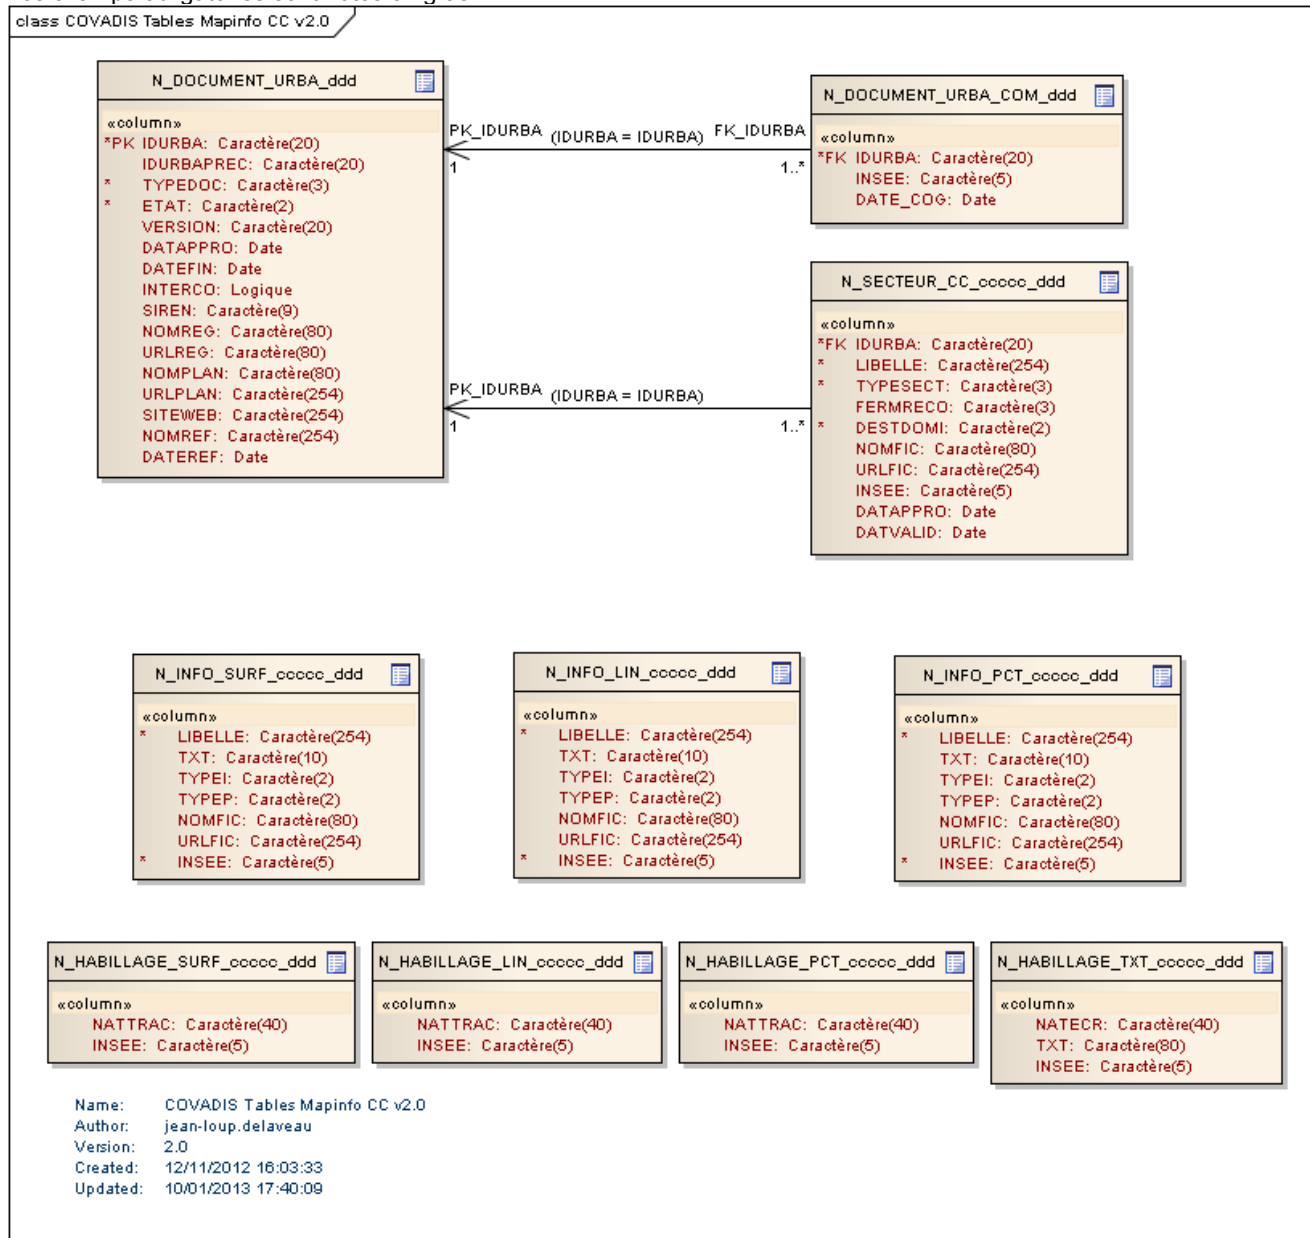 class COVADIS Tables Mapinfo CC v2.0
N_DOCUMENT_URBA_ddd
«column»
*PK IDURBA: Caractère(20)
IDURBAPREC: Caractère(20)
* TYPEDOC: Caractère(3)
* ETAT: Caractère(2)
VERSION: Caractère(20)
DATAPPRO: Date
DATEFIN: Date
INTERCO: Logique
SIREN: Caractère(9)
NOMREG: Caractère(80)
URLREG: Caractère(80)
NOMPLAN: Caractère(80)
URLPLAN: Caractère(254)
SITEWEB: Caractère(254)
NOMREF: Caractère(254)
DATEREF: Date
PK_IDURBA (IDURBA = IDURBA) FK_IDURBA
1 1..*
N_DOCUMENT_URBA_COM_ddd
«column»
*FK IDURBA: Caractère(20)
INSEE: Caractère(5)
DATE_COG: Date
PK_IDURBA (IDURBA = IDURBA)
1 1..*
N_SECTEUR_CC_ccccc_ddd
«column»
*FK IDURBA: Caractère(20)
* LIBELLE: Caractère(254)
* TYPESECT: Caractère(3)
FERMRECO: Caractère(3)
* DESTDOMI: Caractère(2)
NOMFIC: Caractère(80)
URLFIC: Caractère(254)
INSEE: Caractère(5)
DATAPPRO: Date
DATVALID: Date
N_INFO_SURF_ccccc_ddd
«column»
* LIBELLE: Caractère(254)
TXT: Caractère(10)
TYPEI: Caractère(2)
TYPEP: Caractère(2)
NOMFIC: Caractère(80)
URLFIC: Caractère(254)
* INSEE: Caractère(5)
N_INFO_LIN_ccccc_ddd
«column»
* LIBELLE: Caractère(254)
TXT: Caractère(10)
TYPEI: Caractère(2)
TYPEP: Caractère(2)
NOMFIC: Caractère(80)
URLFIC: Caractère(254)
* INSEE: Caractère(5)
N_INFO_PCT_ccccc_ddd
«column»
* LIBELLE: Caractère(254)
TXT: Caractère(10)
TYPEI: Caractère(2)
TYPEP: Caractère(2)
NOMFIC: Caractère(80)
URLFIC: Caractère(254)
* INSEE: Caractère(5)
N_HABILLAGE_SURF_ccccc_ddd
«column»
NATTRAC: Caractère(40)
INSEE: Caractère(5)
N_HABILLAGE_LIN_ccccc_ddd
«column»
NATTRAC: Caractère(40)
INSEE: Caractère(5)
N_HABILLAGE_PCT_ccccc_ddd
«column»
NATTRAC: Caractère(40)
INSEE: Caractère(5)
N_HABILLAGE_TXT_ccccc_ddd
«column»
NATECR: Caractère(40)
TXT: Caractère(80)
INSEE: Caractère(5)
Name: COVADIS Tables Mapinfo CC v2.0
Author: jean-loup.delaveau
Version: 2.0
Created: 12/11/2012 16:03:33
Updated: 10/01/2013 17:40:09